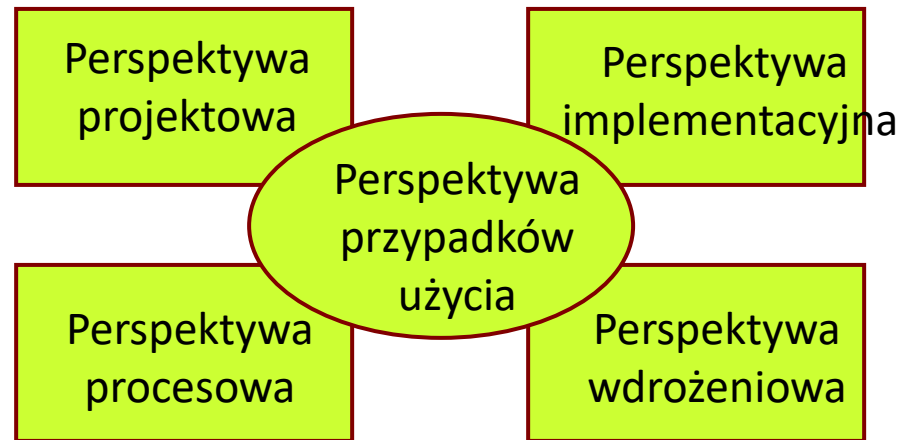 Perspektywa
projektowa
Perspektywa
implementacyjna
Perspektywa
przypadków
użycia
Perspektywa
procesowa
Perspektywa
wdrożeniowa